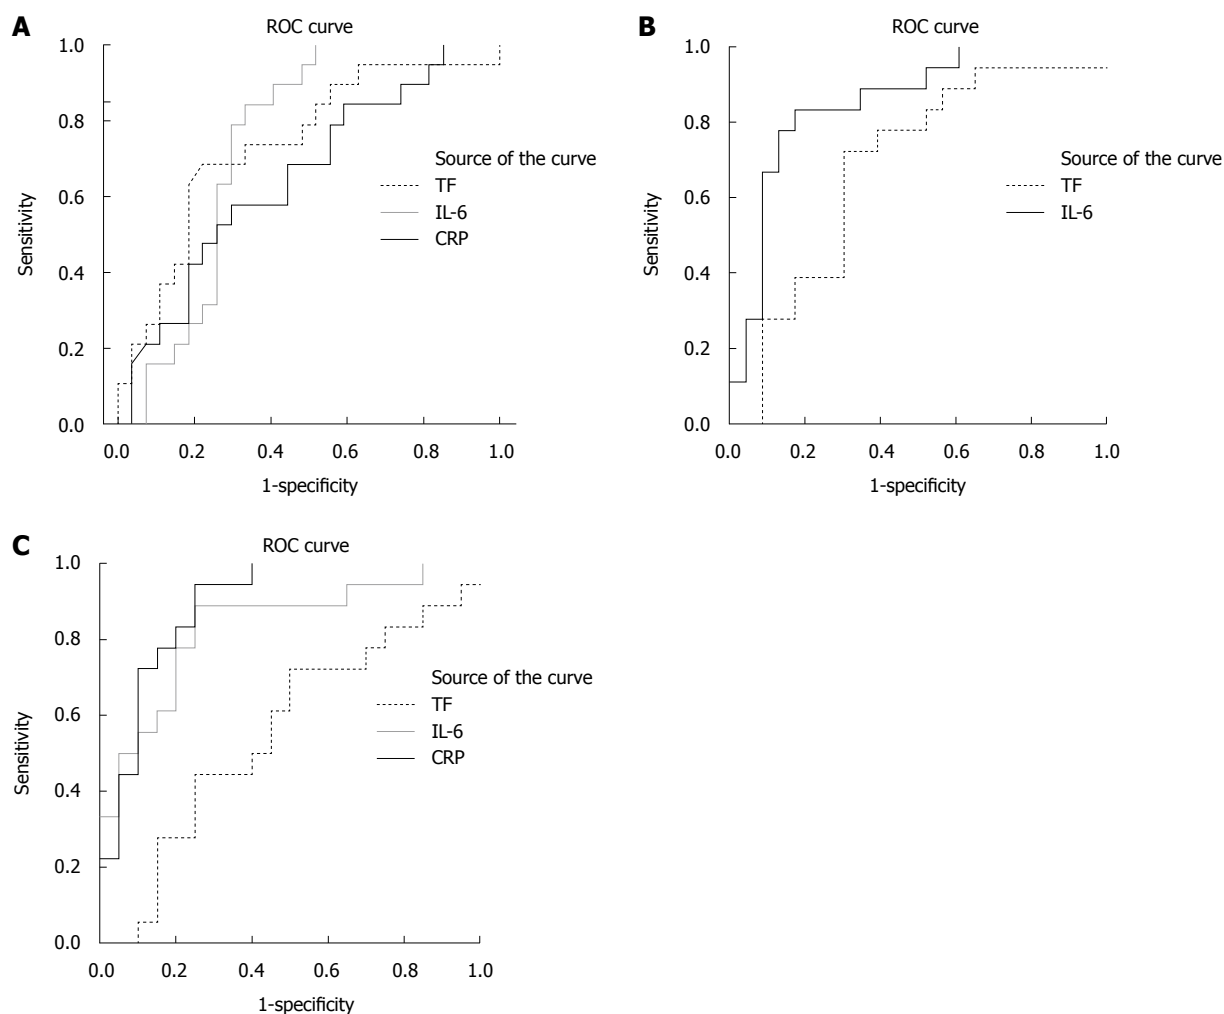 A
ROC curve
1.0
0.8
0.6
0.4
0.2
0.0
Sensitivity
Source of the curve
TF
IL-6
CRP
0.0 0.2 0.4 0.6 0.8 1.0
1-specificity
B
ROC curve
1.0
0.8
0.6
0.4
0.2
0.0
Sensitivity
Source of the curve
TF
IL-6
0.0 0.2 0.4 0.6 0.8 1.0
1-specificity
C
ROC curve
1.0
0.8
0.6
0.4
0.2
0.0
Sensitivity
Source of the curve
TF
IL-6
CRP
0.0 0.2 0.4 0.6 0.8 1.0
1-specificity